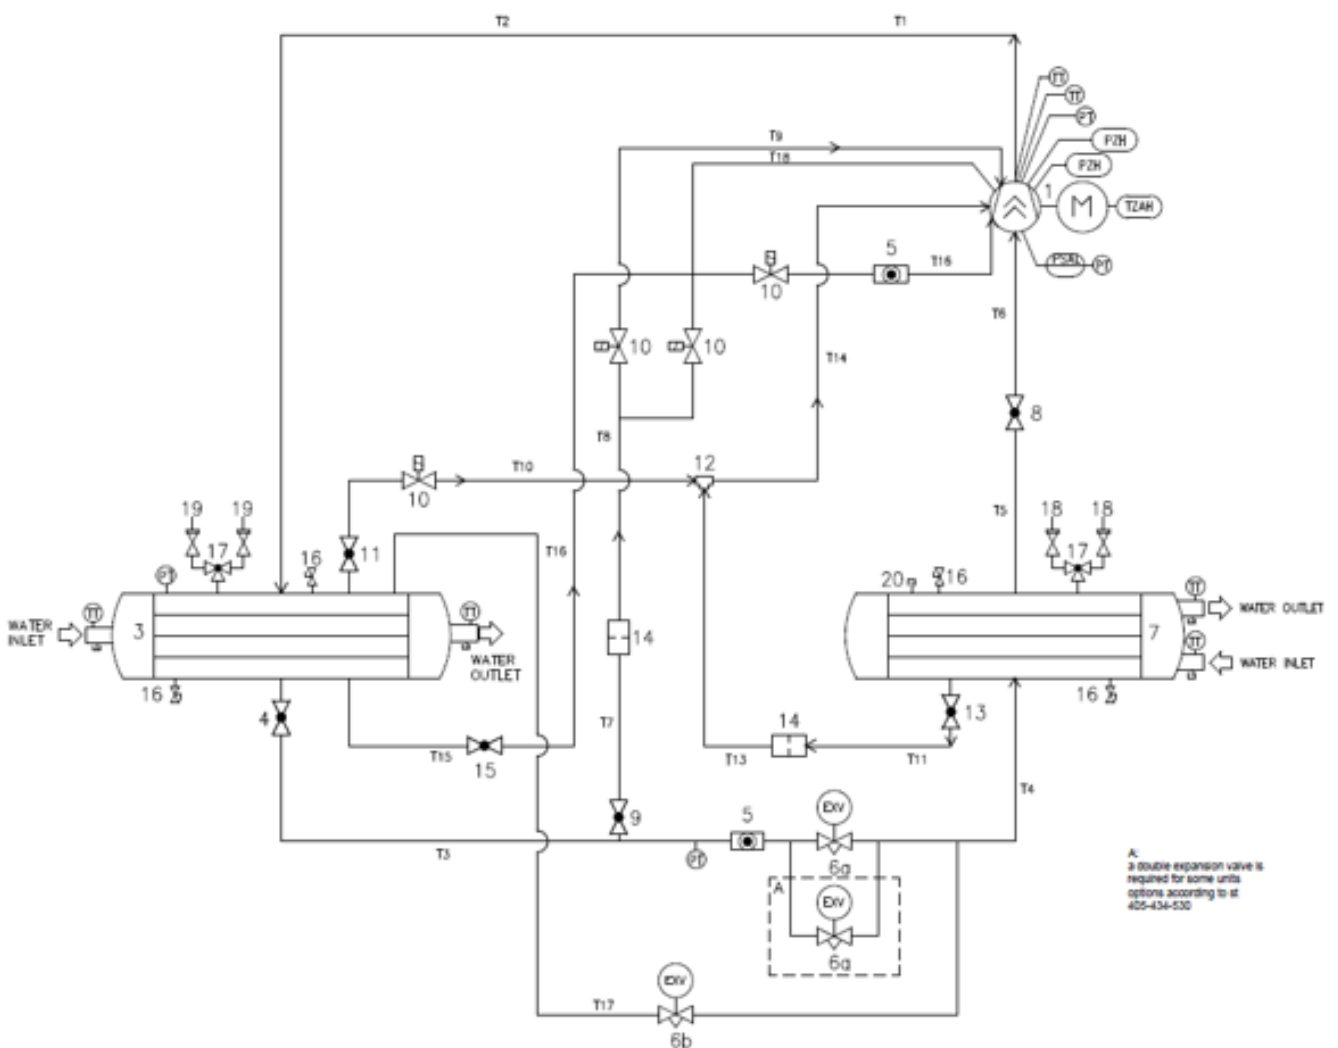 T2
T1
TT
TT
PT
PZH
PZH
T9
T18
1
M
TZAH
PSAL
PT
5
T16
10
T6
10
10
T14
8
T8
12
T10
10
T5
19
19
18
18
17
11
16
T16
17
PT
20
16
TT
TT
TT
WATER OUTLET
WATER
INLET
3
14
7
TT
WATER
OUTLET
WATER INLET
16
16
4
T7
13
14
T15
15
T13
T11
T4
EXV
9
5
T3
PT
6a
A:
a double expansion valve is
required for some units
options according to st
405-434-530
A
EXV
6a
EXV
T17
6b